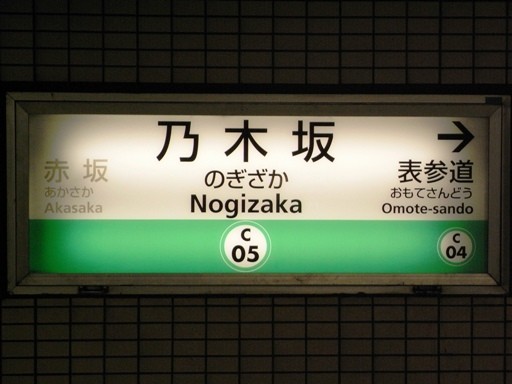 乃木坂
のぎざか
Nogizaka
C
05
赤坂
あかさか
Akasaka
→
表参道
おもてさんどう
Omote-sando
C
04